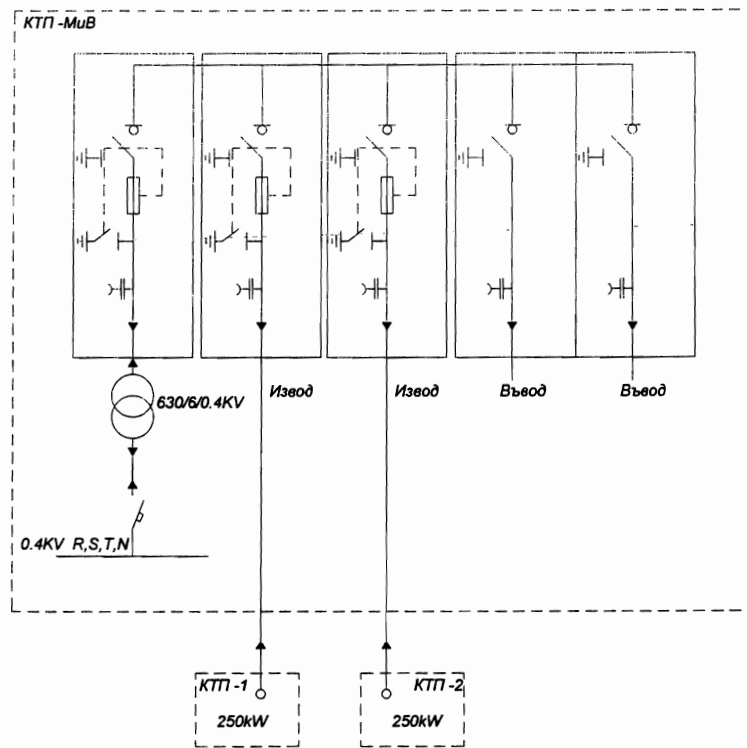 КТП -МиВ
630/6/0.4KV
Извод
Извод
Въвод
Въвод
0.4KV R,S,T,N
КТП -1
КТП -2
250kW
250kW